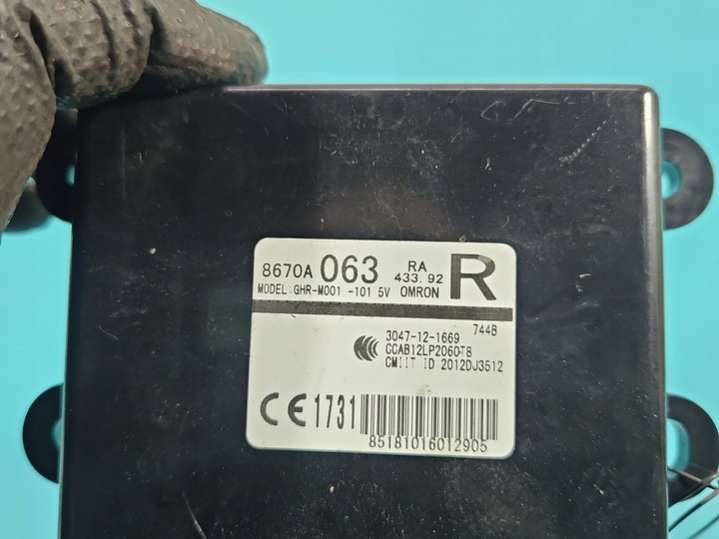 8670A 063 RA 433.92 R
MODEL:GHR-M001 -101 5V OMRON
744B
3047-12-1669
CCAB12LP2060T8
CMIIT ID 2012DJ3512
CE 1731
85181016012905